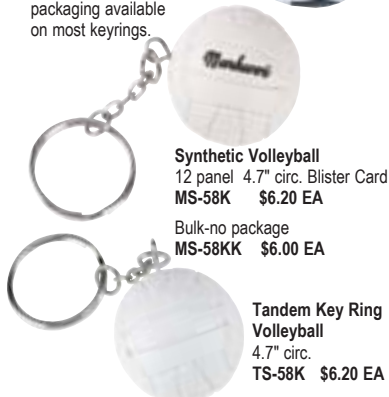 packaging available
on most keyrings.
Markwort
Synthetic Volleyball
12 panel 4.7" circ. Blister Card
MS-58K $6.20 EA
Bulk-no package
MS-58KK $6.00 EA
Tandem Key Ring
Volleyball
4.7" circ.
TS-58K $6.20 EA